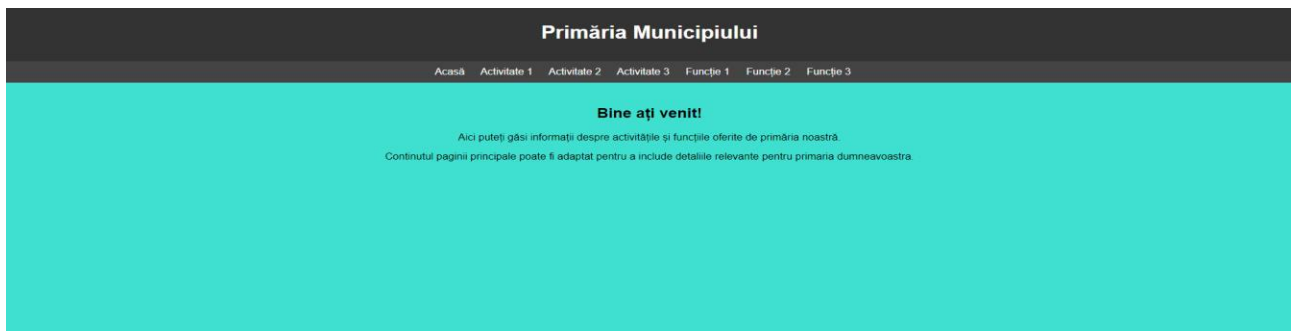 Primăria Municipiului
Acasă Activitate 1 Activitate 2 Activitate 3 Funcție 1 Funcție 2 Funcție 3
Bine ați venit!
Aici puteți găsi informații despre activitățile și funcțiile oferite de primăria noastră.
Continutul paginii principale poate fi adaptat pentru a include detaliile relevante pentru primaria dumneavoastra.